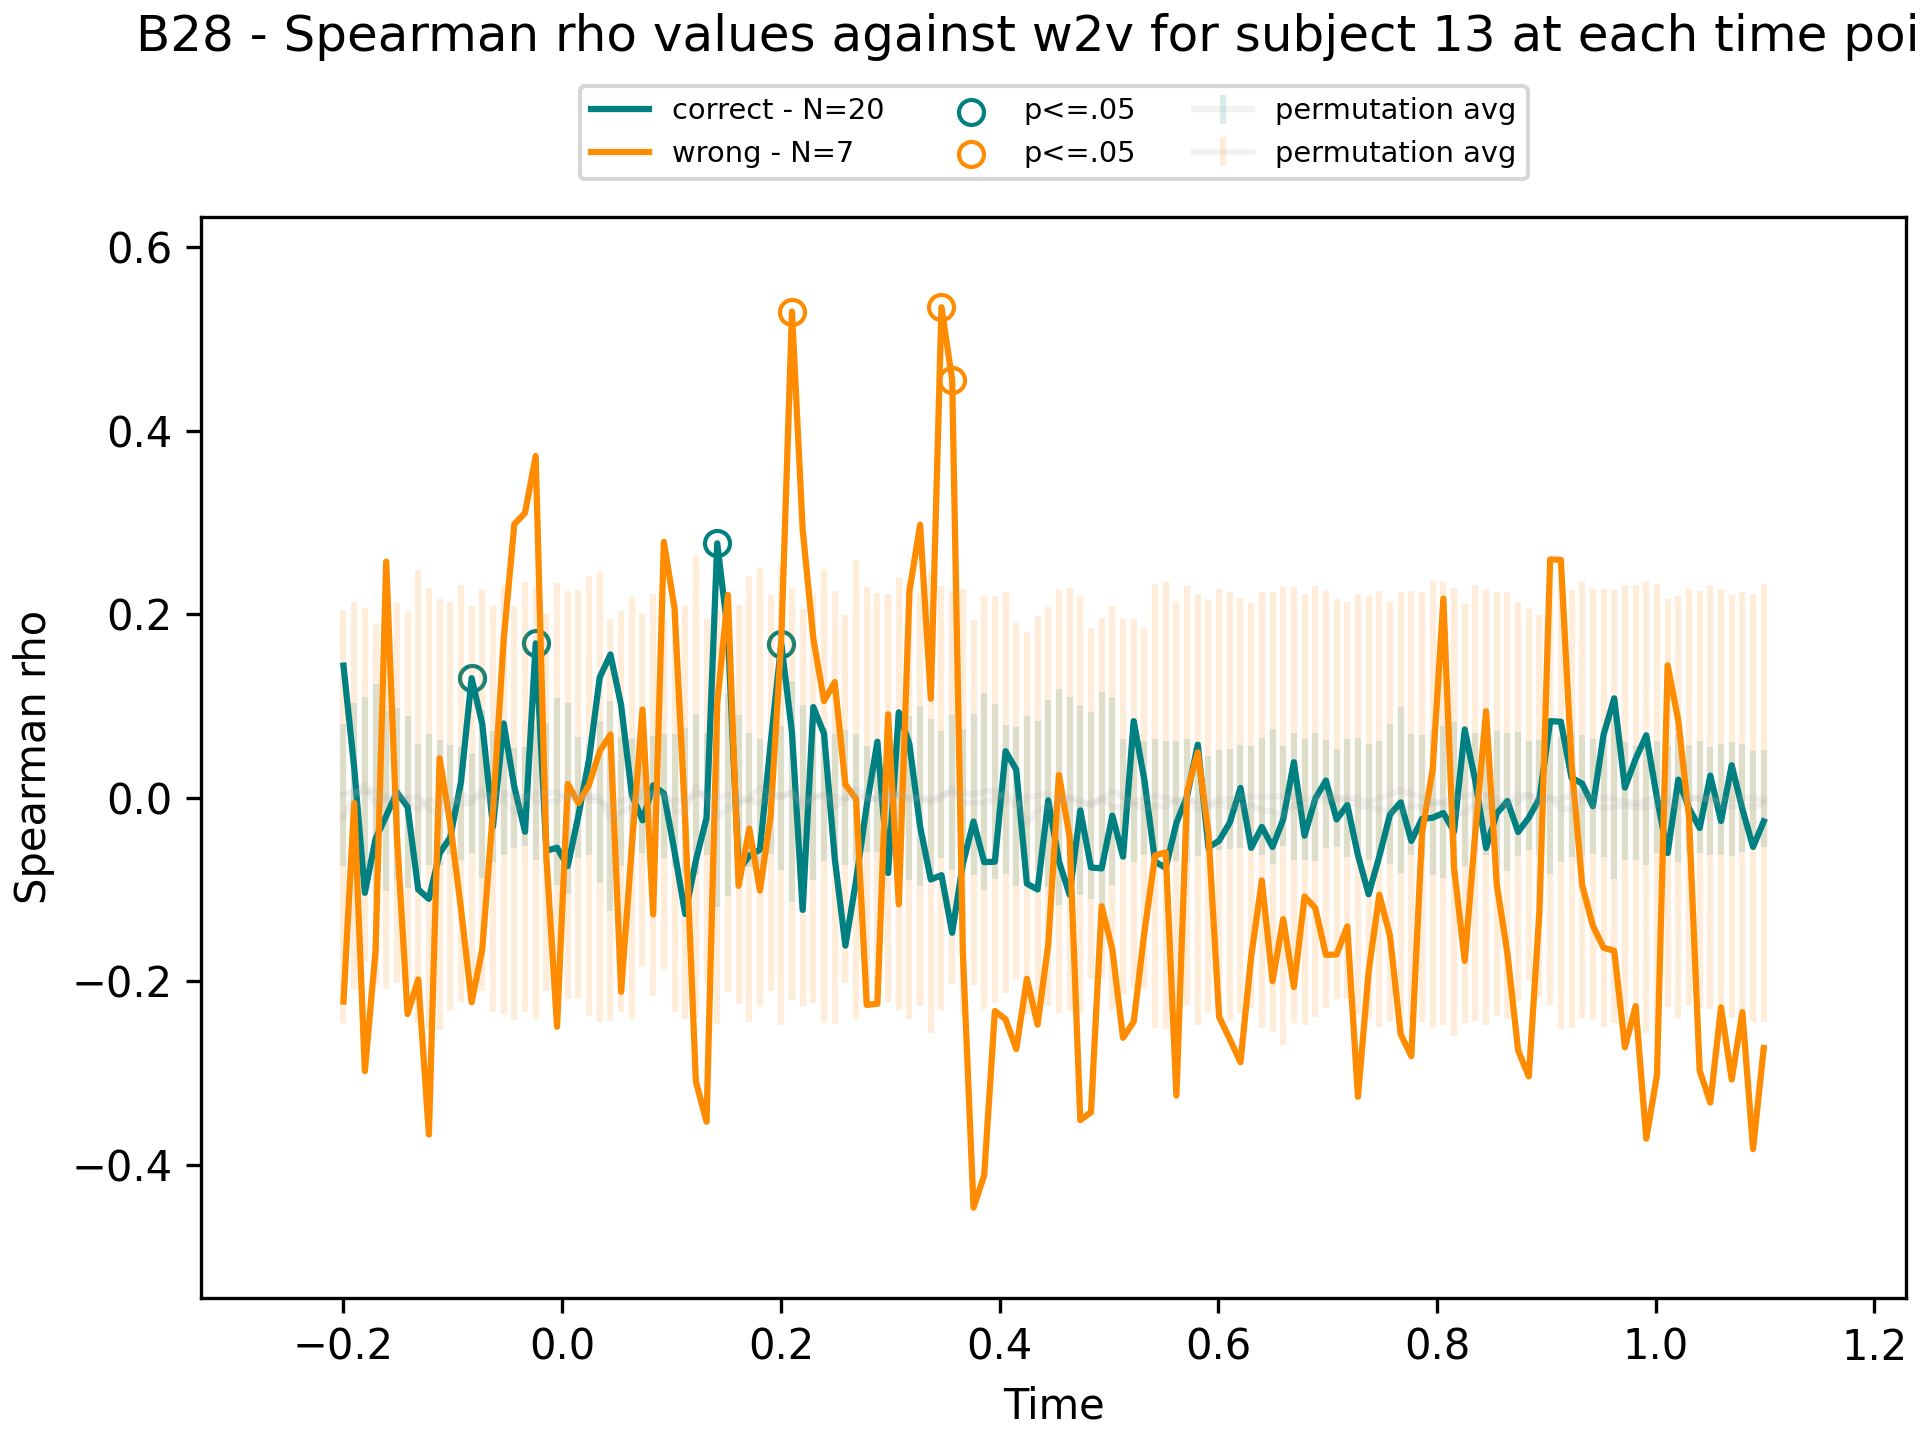 B28 - Spearman rho values against w2v for subject 13 at each time poi
correct - N=20 p<=.05 permutation avg
wrong - N=7 p<=.05 permutation avg
0.6
0.4
0.2
0.0
−0.2
−0.4
Spearman rho
−0.2 0.0 0.2 0.4 0.6 0.8 1.0 1.2
Time